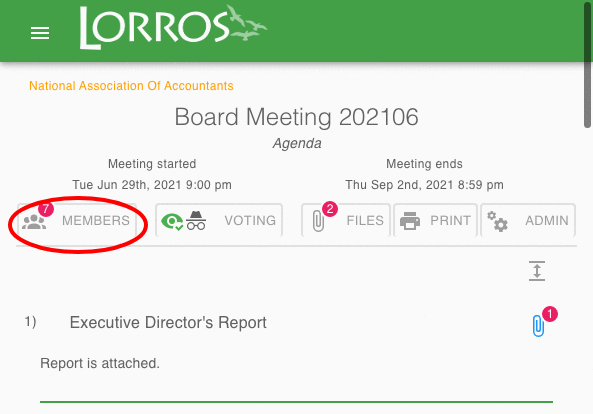 LORROS
National Association Of Accountants
Board Meeting 202106
Agenda
Meeting started
Meeting ends
Tue Jun 29th, 2021 9:00 pm
Thu Sep 2nd, 2021 8:59 pm
7 MEMBERS VOTING 2 FILES PRINT ADMIN
1) Executive Director's Report 1
Report is attached.